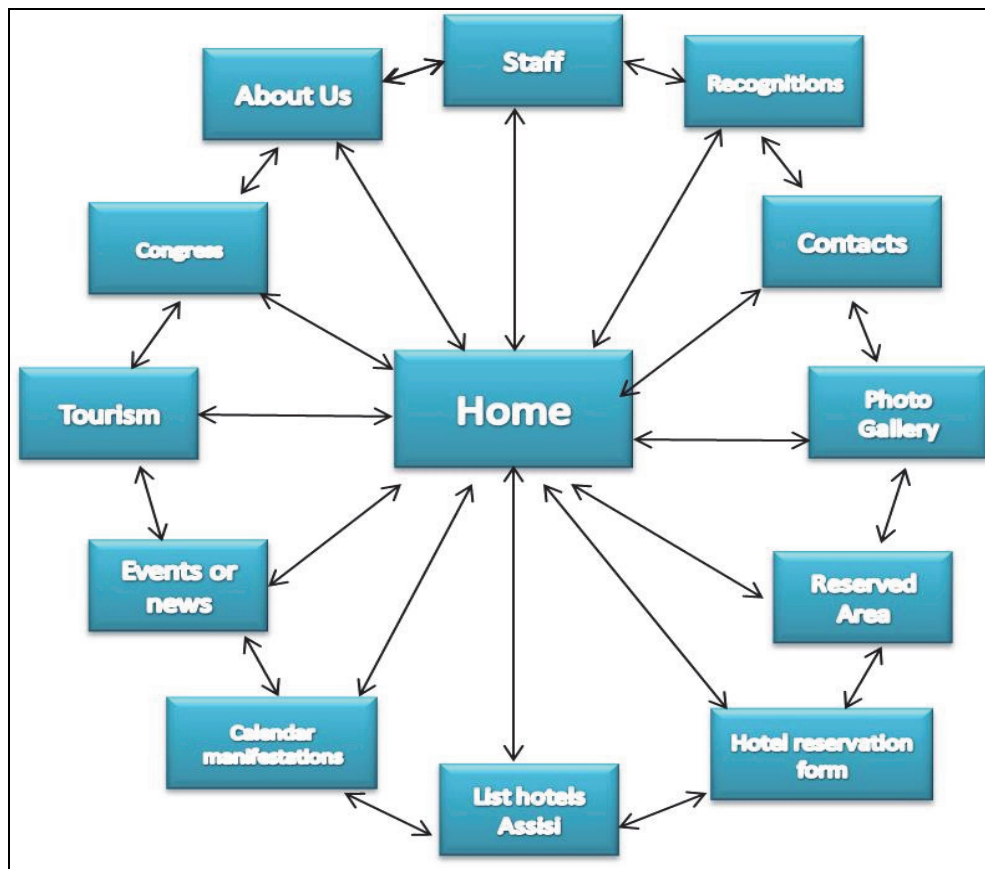 Staff
About Us
Recognitions
Congress
Contacts
Home
Tourism
Photo
Gallery
Events or
news
Reserved
Area
Calendar
manifestations
Hotel reservation
form
List hotels
Assisi